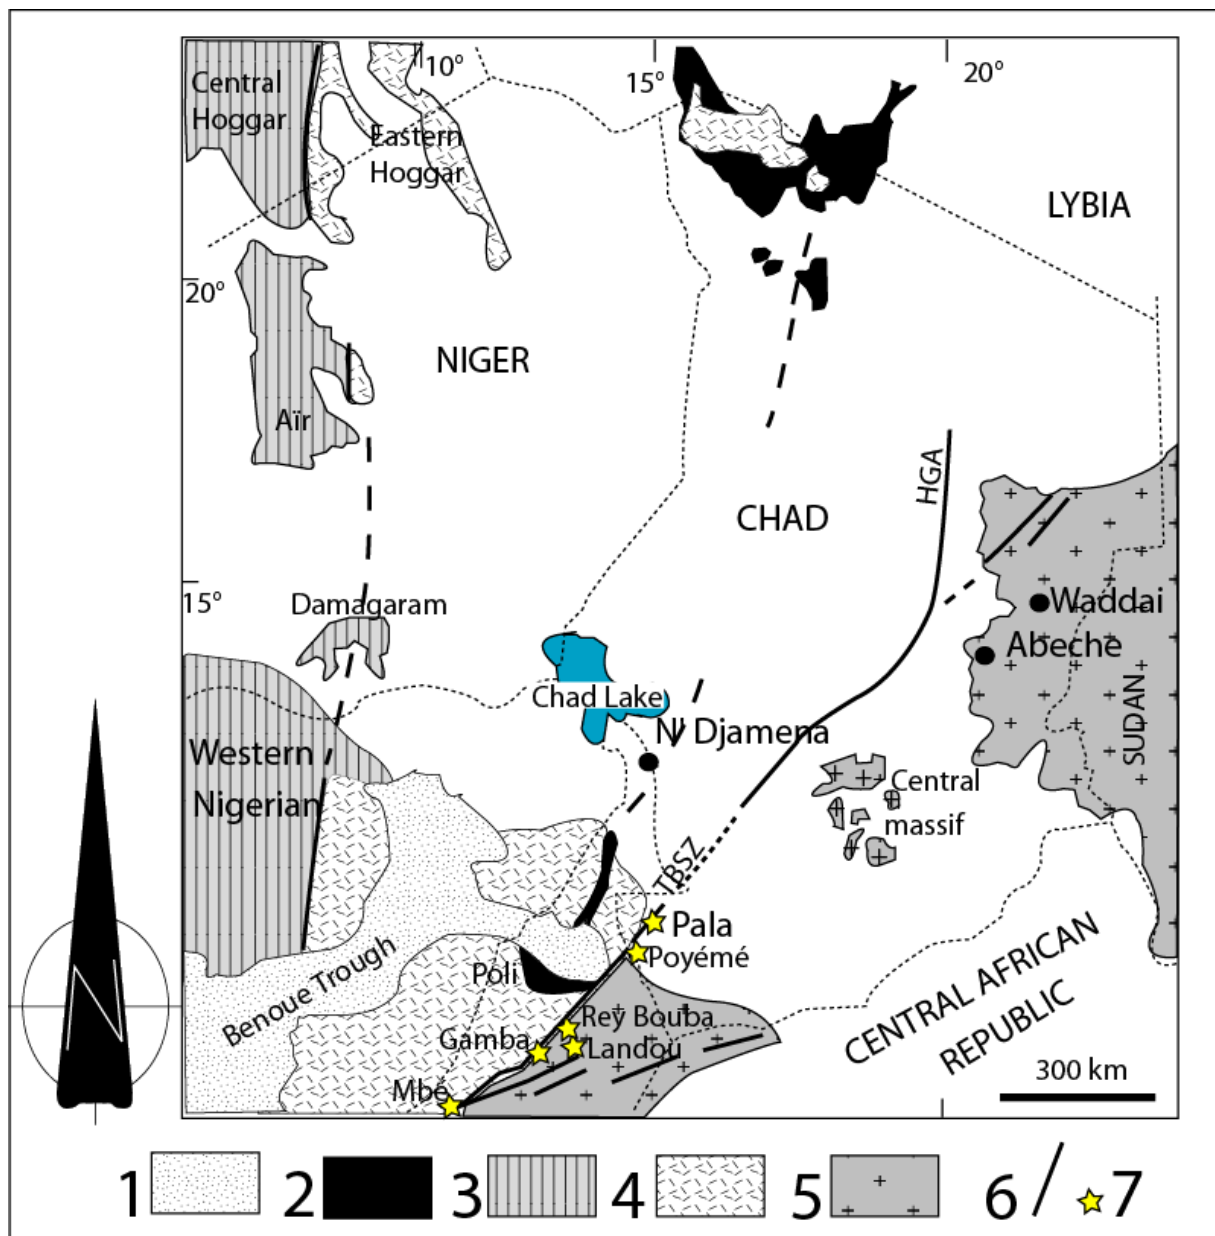 10°
15°
20°
Central
Hoggar
Eastern
Hoggar
LYBIA
20°
NIGER
Aïr
HGA
CHAD
15°
Damagaram
Waddai
Abeche
Chad Lake
N' Djamena
SUDAN
Western
Nigerian
Central
massif
TBSZ
Pala
Poyémé
Poli
Benoue Trough
Rey Bouba
Gamba
Landou
Mbé
CENTRAL AFRICAN
REPUBLIC
300 km
N
1 2 3 4 5 6 7